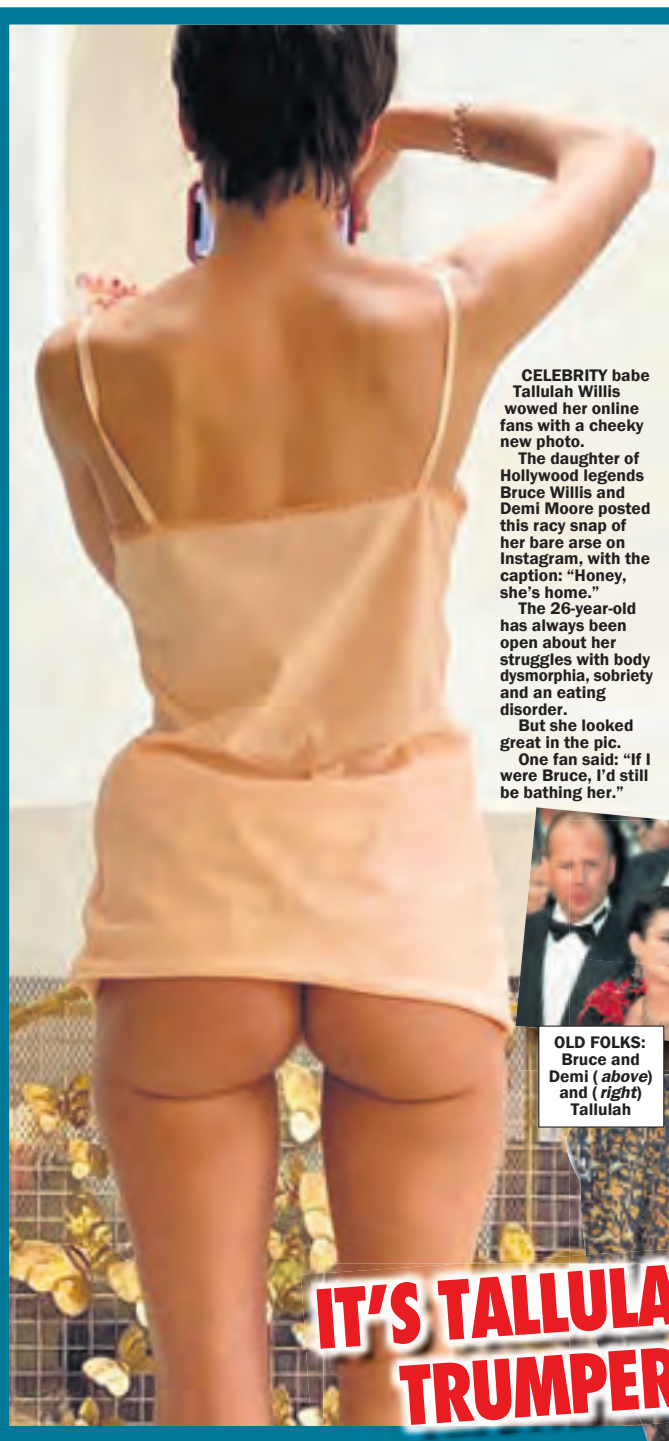 CELEBRITY babe
Tallulah Willis
wowed her online
fans with a cheeky
new photo.
The daughter of
Hollywood legends
Bruce Willis and
Demi Moore posted
this racy snap of
her bare arse on
Instagram, with the
caption: “Honey,
she’s home.”
The 26-year-old
has always been
open about her
struggles with body
dysmorphia, sobriety
and an eating
disorder.
But she looked
great in the pic.
One fan said: “If I
were Bruce, I’d still
be bathing her.”
OLD FOLKS:
Bruce and
Demi (above)
and (right)
Tallulah
IT’S TALLULA
TRUMPER